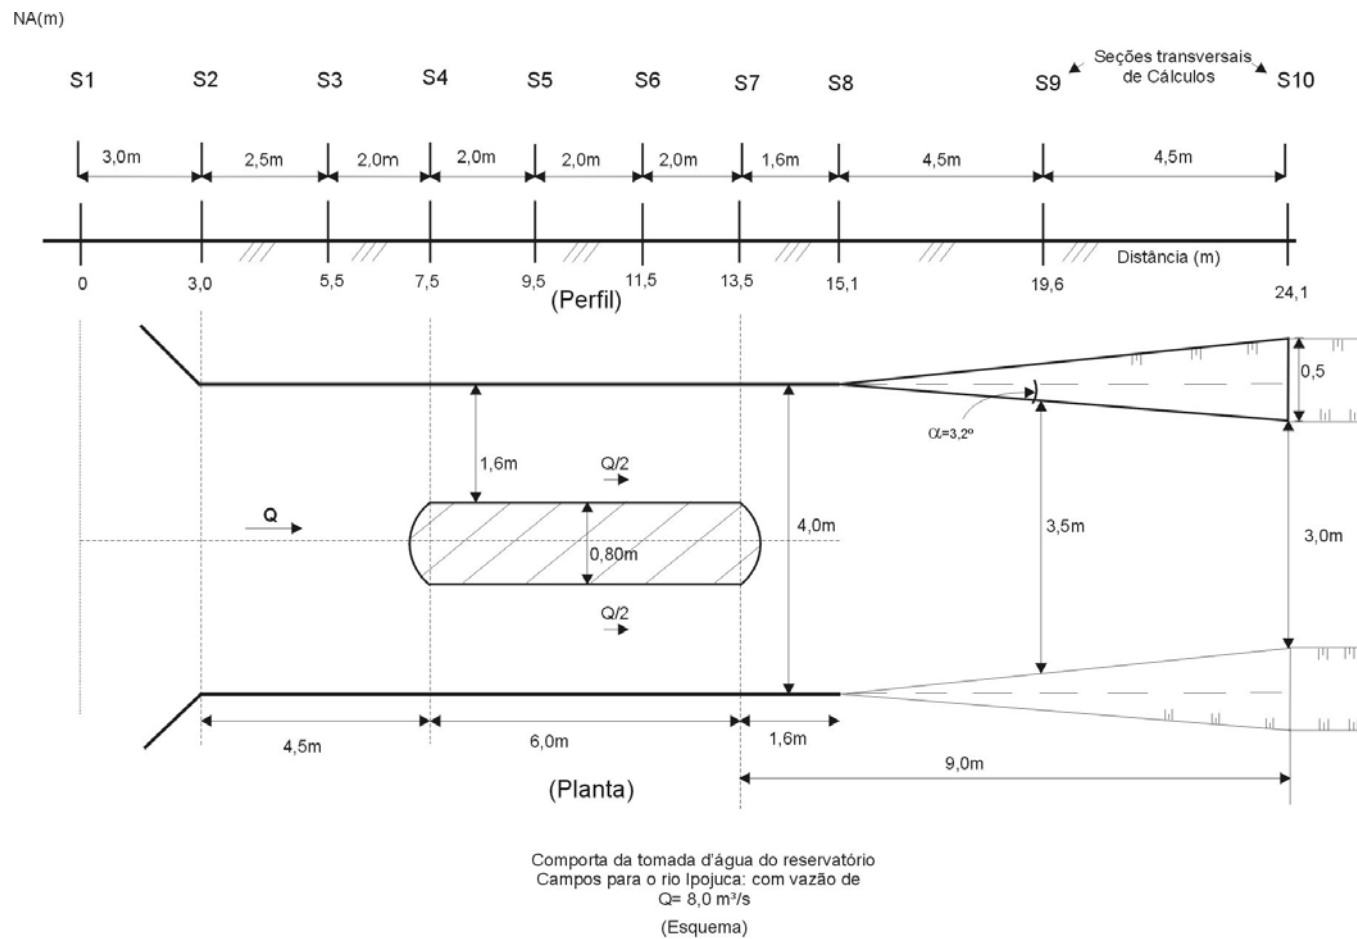 NA(m)
Seções transversais
de Cálculos
S1 S2 S3 S4 S5 S6 S7 S8 S9 S10
3,0m 2,5m 2,0m 2,0m 2,0m 2,0m 1,6m 4,5m 4,5m
Distância (m)
0 3,0 5,5 7,5 9,5 11,5 13,5 15,1 19,6 24,1
(Perfil)
0,5
α=3,2º
1,6m
Q/2
Q
4,0m
3,5m
3,0m
0,80m
Q/2
4,5m 6,0m 1,6m
9,0m
(Planta)
Comporta da tomada d'água do reservatório
Campos para o rio Ipojuca: com vazão de
Q= 8,0 m³/s
(Esquema)